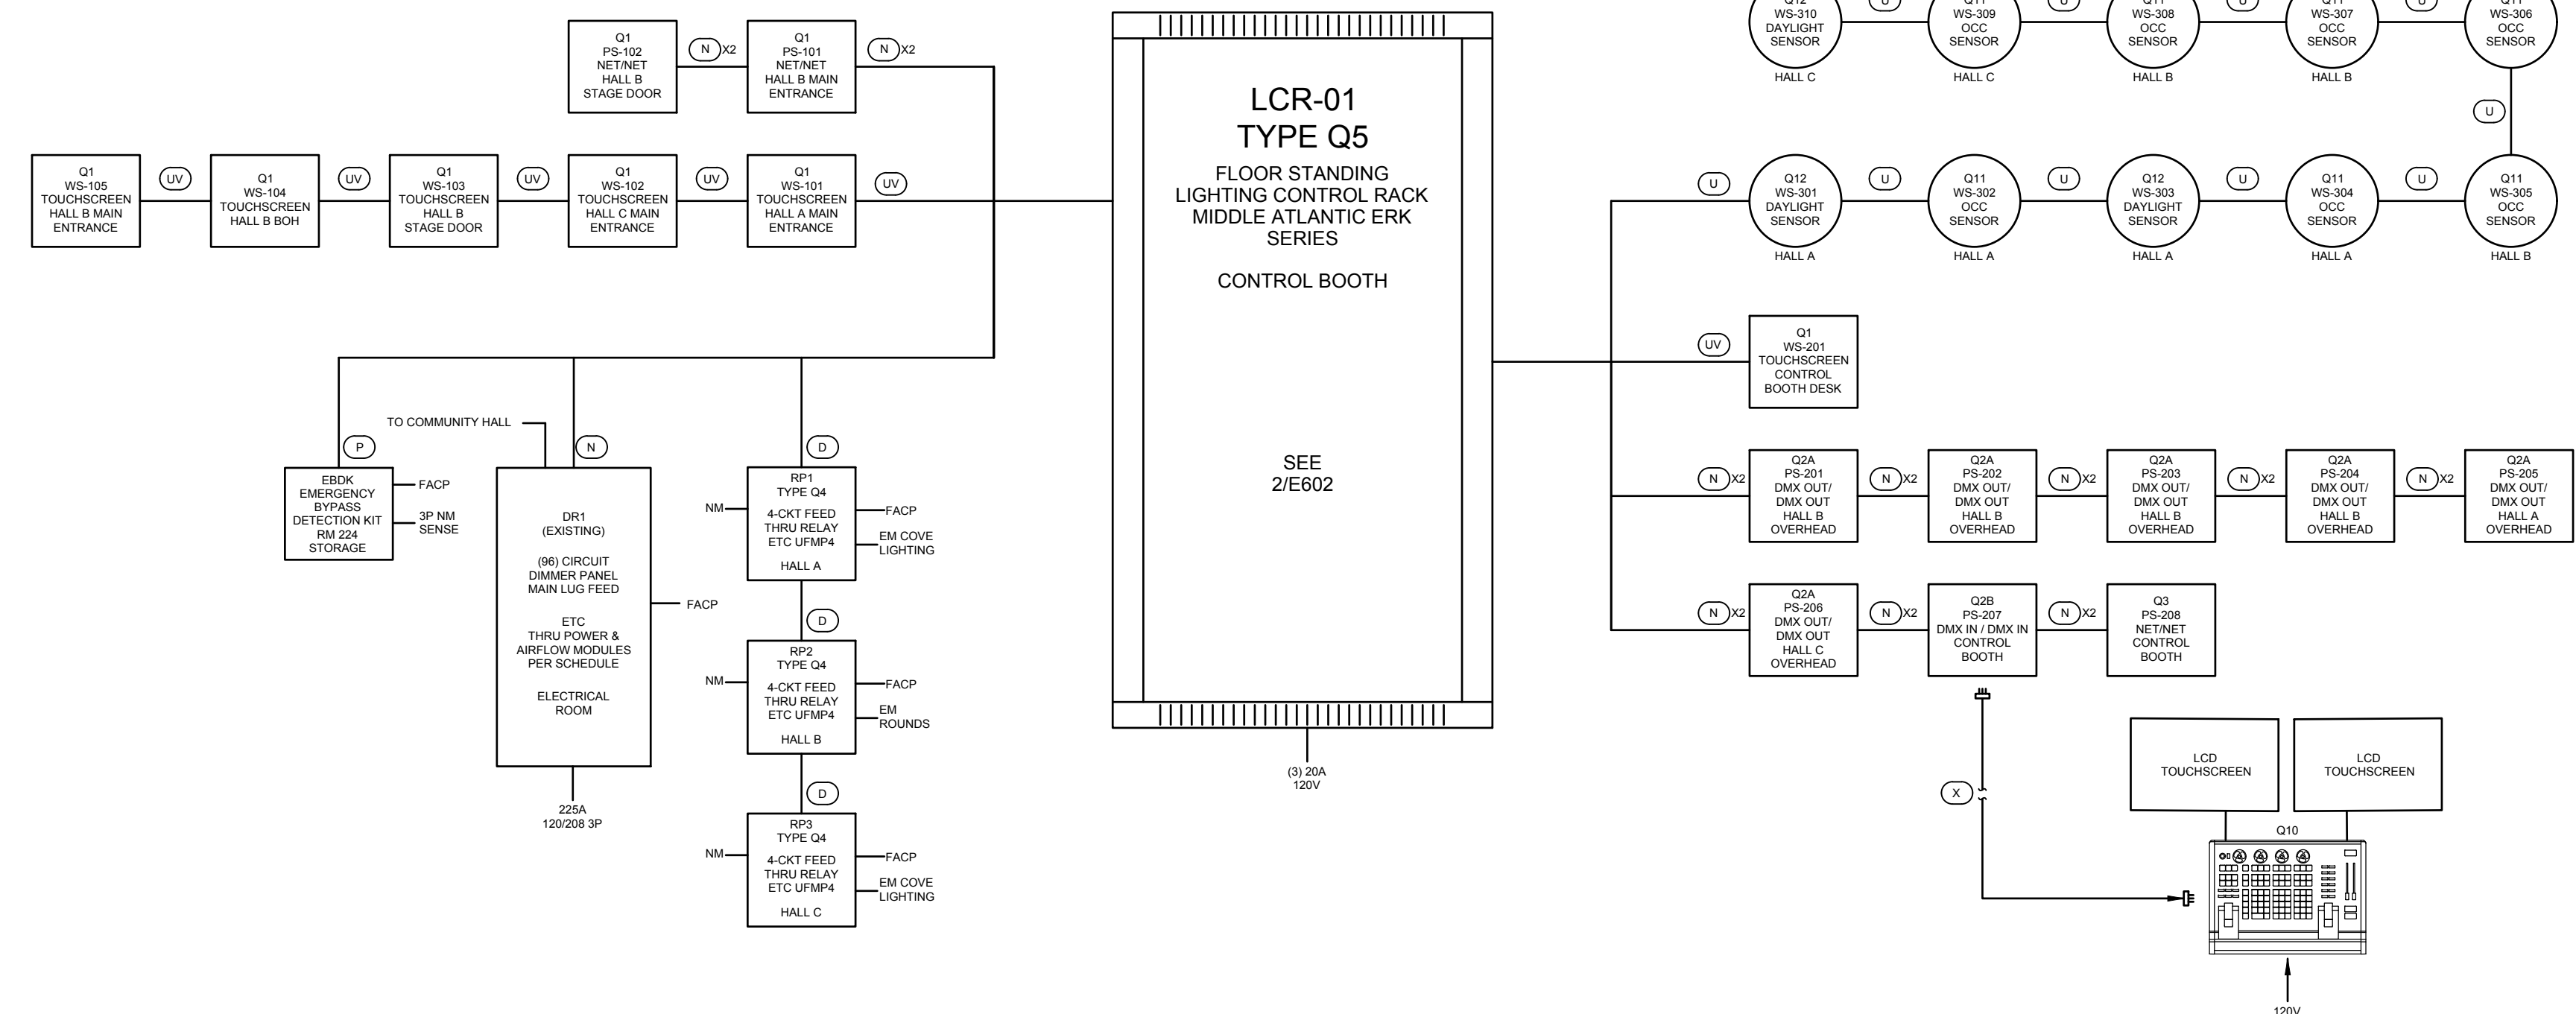 Q1
PS-102
NET/NET
HALL B
STAGE DOOR
N X2
Q1
PS-101
NET/NET
HALL B MAIN
ENTRANCE
N X2
Q1
WS-105
TOUCHSCREEN
HALL B MAIN
ENTRANCE
UV
Q1
WS-104
TOUCHSCREEN
HALL B BOH
UV
Q1
WS-103
TOUCHSCREEN
HALL B
STAGE DOOR
UV
Q1
WS-102
TOUCHSCREEN
HALL C MAIN
ENTRANCE
UV
Q1
WS-101
TOUCHSCREEN
HALL A MAIN
ENTRANCE
UV
TO COMMUNITY HALL
P
EBDK
EMERGENCY
BYPASS
DETECTION KIT
RM 224
STORAGE
FACP
3P NM
SENSE
N
DR1
(EXISTING)
(96) CIRCUIT
DIMMER PANEL
MAIN LUG FEED
ETC
THRU POWER &
AIRFLOW MODULES
PER SCHEDULE
ELECTRICAL
ROOM
FACP
225A
120/208 3P
D
NM
RP1
TYPE Q4
4-CKT FEED
THRU RELAY
ETC UFMP4
HALL A
FACP
EM COVE
LIGHTING
D
NM
RP2
TYPE Q4
4-CKT FEED
THRU RELAY
ETC UFMP4
HALL B
FACP
EM
ROUNDS
D
NM
RP3
TYPE Q4
4-CKT FEED
THRU RELAY
ETC UFMP4
HALL C
FACP
EM COVE
LIGHTING
LCR-01
TYPE Q5
FLOOR STANDING
LIGHTING CONTROL RACK
MIDDLE ATLANTIC ERK
SERIES
CONTROL BOOTH
SEE
2/E602
(3) 20A
120V
Q12
WS-310
DAYLIGHT
SENSOR
HALL C
U
Q11
WS-309
OCC
SENSOR
HALL C
U
Q11
WS-308
OCC
SENSOR
HALL B
U
Q11
WS-307
OCC
SENSOR
HALL B
U
Q11
WS-306
OCC
SENSOR
U
U
Q12
WS-301
DAYLIGHT
SENSOR
HALL A
U
Q11
WS-302
OCC
SENSOR
HALL A
U
Q12
WS-303
DAYLIGHT
SENSOR
HALL A
U
Q11
WS-304
OCC
SENSOR
HALL A
U
Q11
WS-305
OCC
SENSOR
HALL B
UV
Q1
WS-201
TOUCHSCREEN
CONTROL
BOOTH DESK
N X2
Q2A
PS-201
DMX OUT/
DMX OUT
HALL B
OVERHEAD
N X2
Q2A
PS-202
DMX OUT/
DMX OUT
HALL B
OVERHEAD
N X2
Q2A
PS-203
DMX OUT/
DMX OUT
HALL B
OVERHEAD
N X2
Q2A
PS-204
DMX OUT/
DMX OUT
HALL B
OVERHEAD
N X2
Q2A
PS-205
DMX OUT/
DMX OUT
HALL A
OVERHEAD
N X2
Q2A
PS-206
DMX OUT/
DMX OUT
HALL C
OVERHEAD
N X2
Q2B
PS-207
DMX IN / DMX IN
CONTROL
BOOTH
N X2
Q3
PS-208
NET/NET
CONTROL
BOOTH
X
LCD
TOUCHSCREEN
LCD
TOUCHSCREEN
Q10
120V